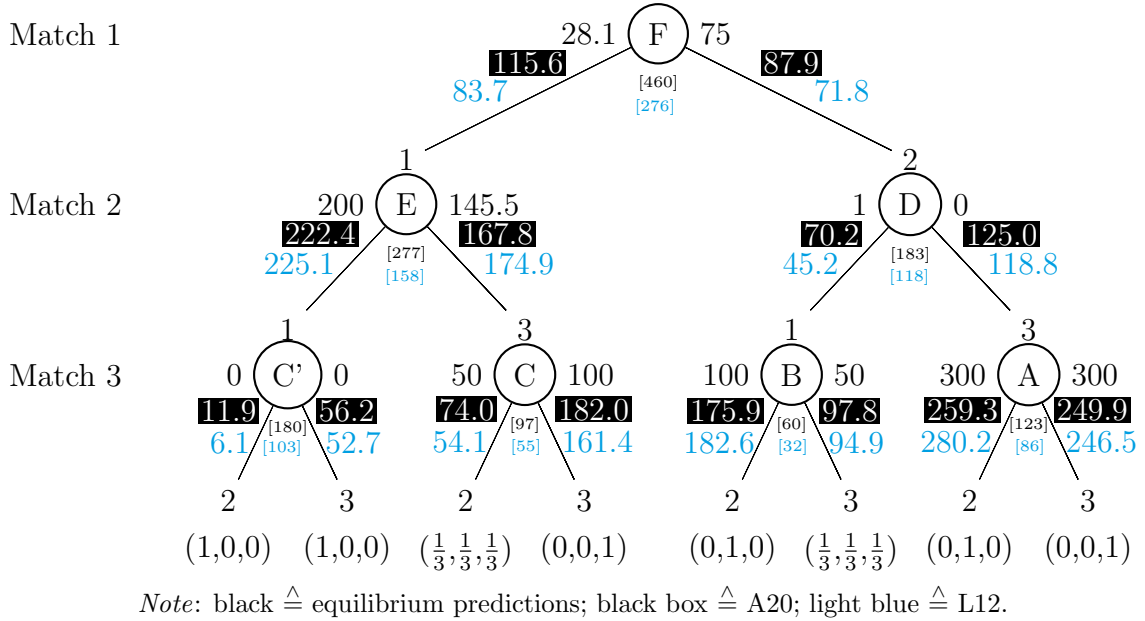 Match 1 28.1 F 75
115.6 87.9
83.7 [460] 71.8
[276]
1 2
Match 2 200 E 145.5 1 D 0
222.4 167.8 70.2 125.0
225.1 [277] 174.9 45.2 [183] 118.8
[158] [118]
1 3 1 3
Match 3 0 C' 0 50 C 100 100 B 50 300 A 300
11.9 56.2 74.0 182.0 175.9 97.8 259.3 249.9
6.1 [180] 52.7 54.1 [97] 161.4 182.6 [60] 94.9 280.2 [123] 246.5
[103] [55] [32] [86]
2 3 2 3 2 3 2 3
(1,0,0) (1,0,0) (1/3,1/3,1/3) (0,0,1) (0,1,0) (1/3,1/3,1/3) (0,1,0) (0,0,1)
Note: black ≙ equilibrium predictions; black box ≙ A20; light blue ≙ L12.